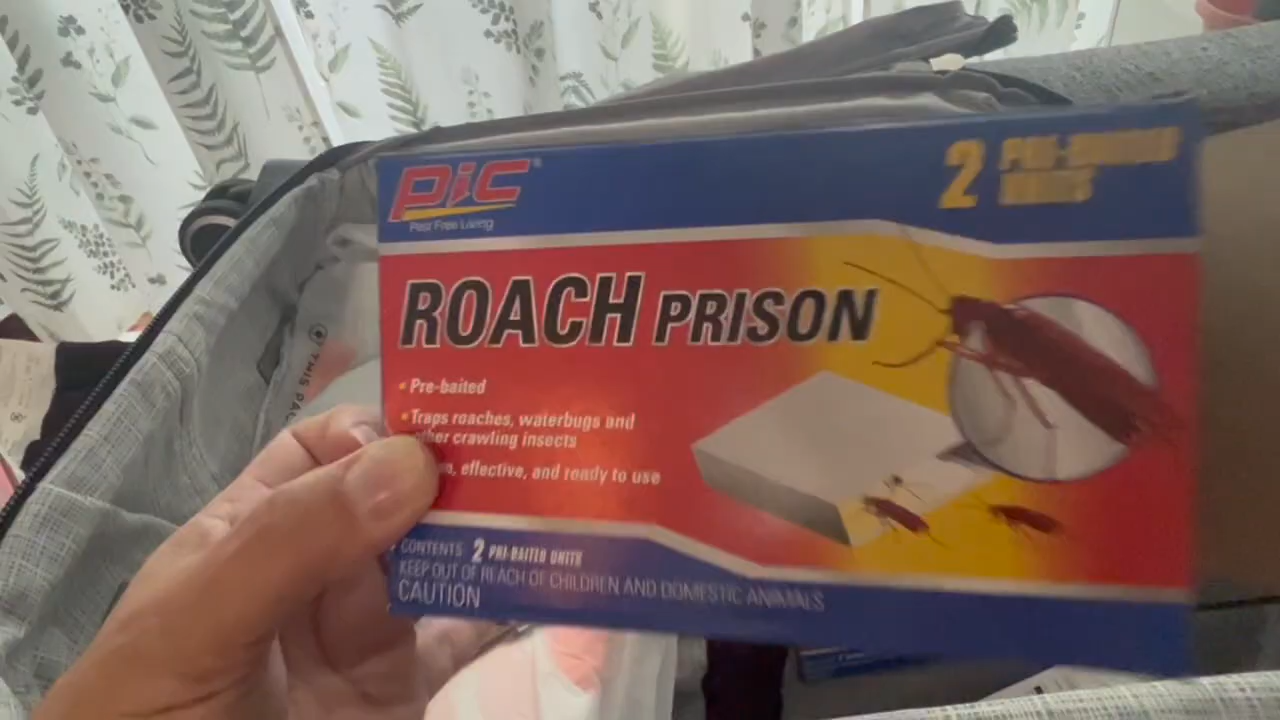 PiC®
Pest Free Living
2 PRE-BAITED
UNITS
ROACH PRISON
• Pre-baited
• Traps roaches, waterbugs and
other crawling insects
effective, and ready to use
CONTENTS 2 PRE-BAITED UNITS
KEEP OUT OF REACH OF CHILDREN AND DOMESTIC ANIMALS
CAUTION
THIS